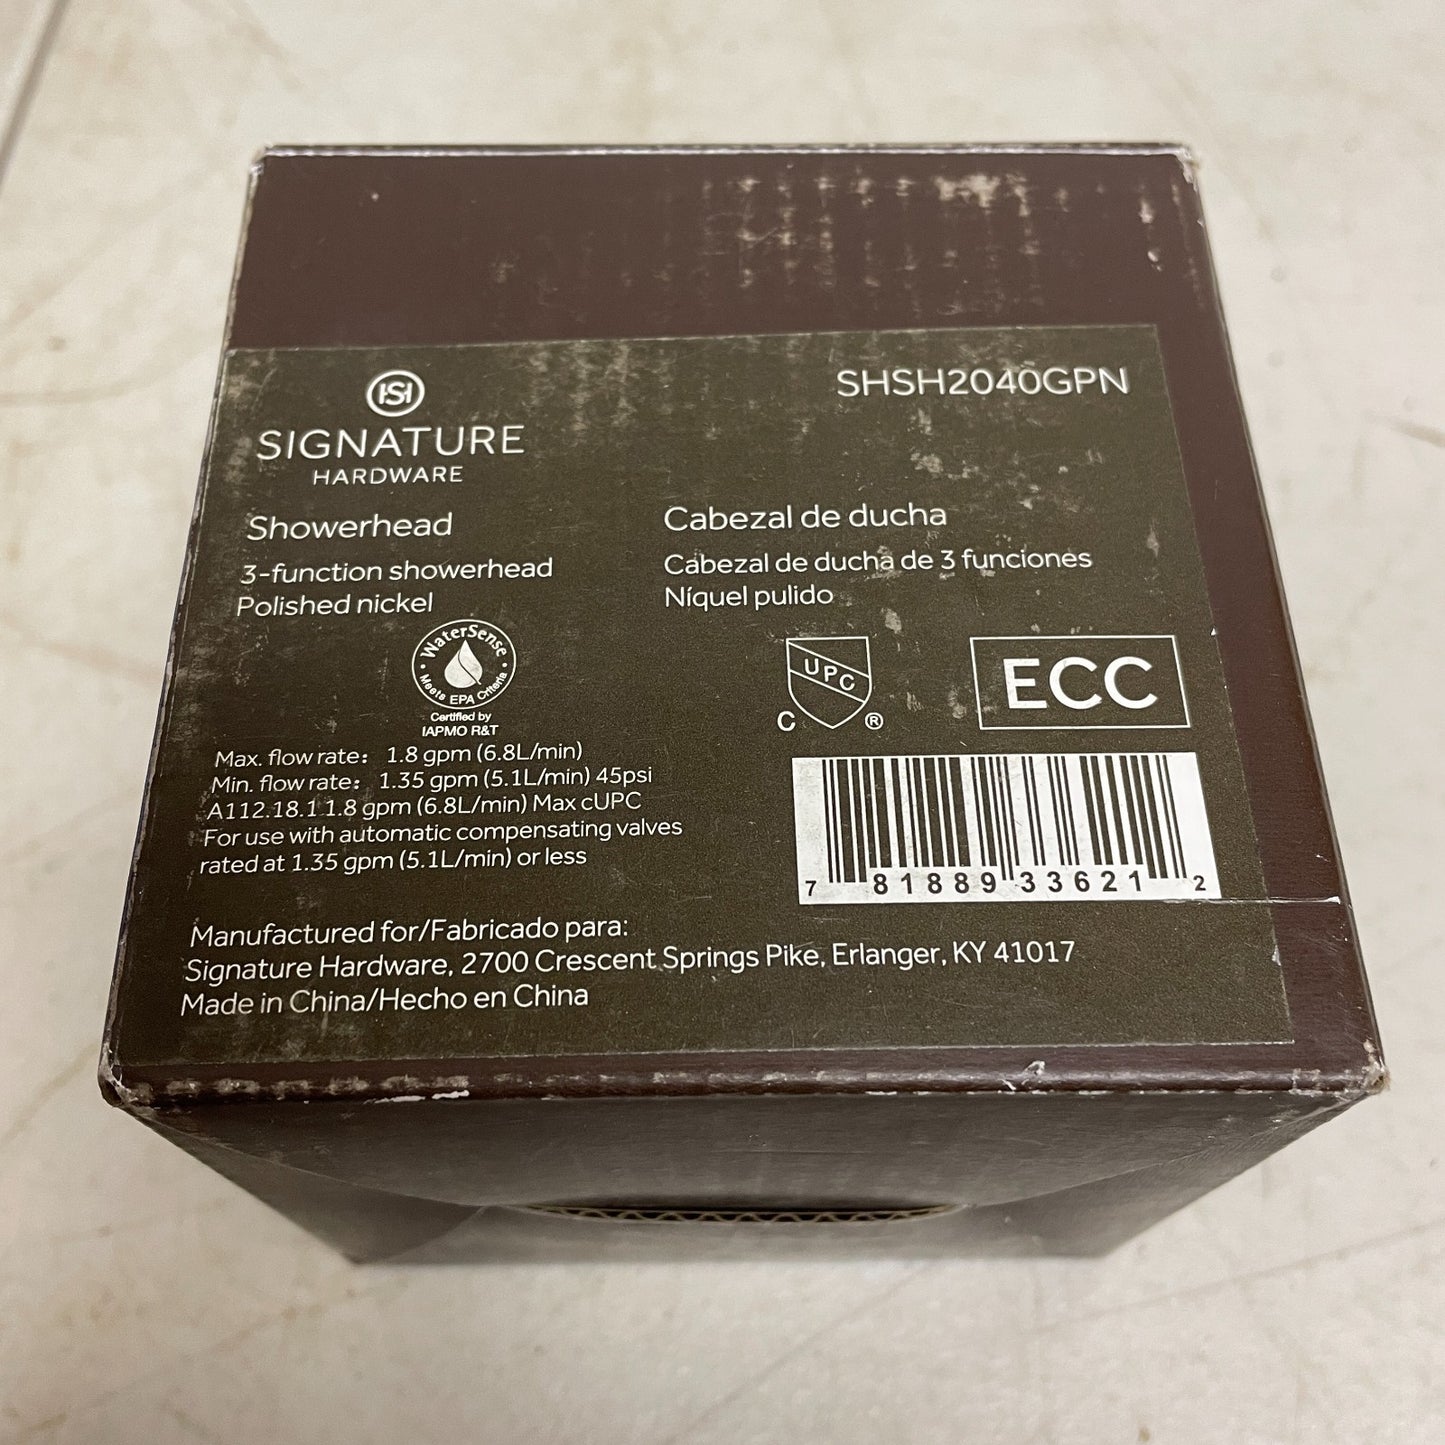 SHSH2040GPN
SH
SIGNATURE
HARDWARE
Showerhead
3-function showerhead
Polished nickel
Cabezal de ducha
Cabezal de ducha de 3 funciones
Níquel pulido
WaterSense
Meets EPA Criteria
Certified by
IAPMO R&T
UPC
C ®
ECC
Max. flow rate: 1.8 gpm (6.8L/min)
Min. flow rate: 1.35 gpm (5.1L/min) 45psi
A112.18.1 1.8 gpm (6.8L/min) Max cUPC
For use with automatic compensating valves
rated at 1.35 gpm (5.1L/min) or less
7 81889 33621 2
Manufactured for/Fabricado para:
Signature Hardware, 2700 Crescent Springs Pike, Erlanger, KY 41017
Made in China/Hecho en China